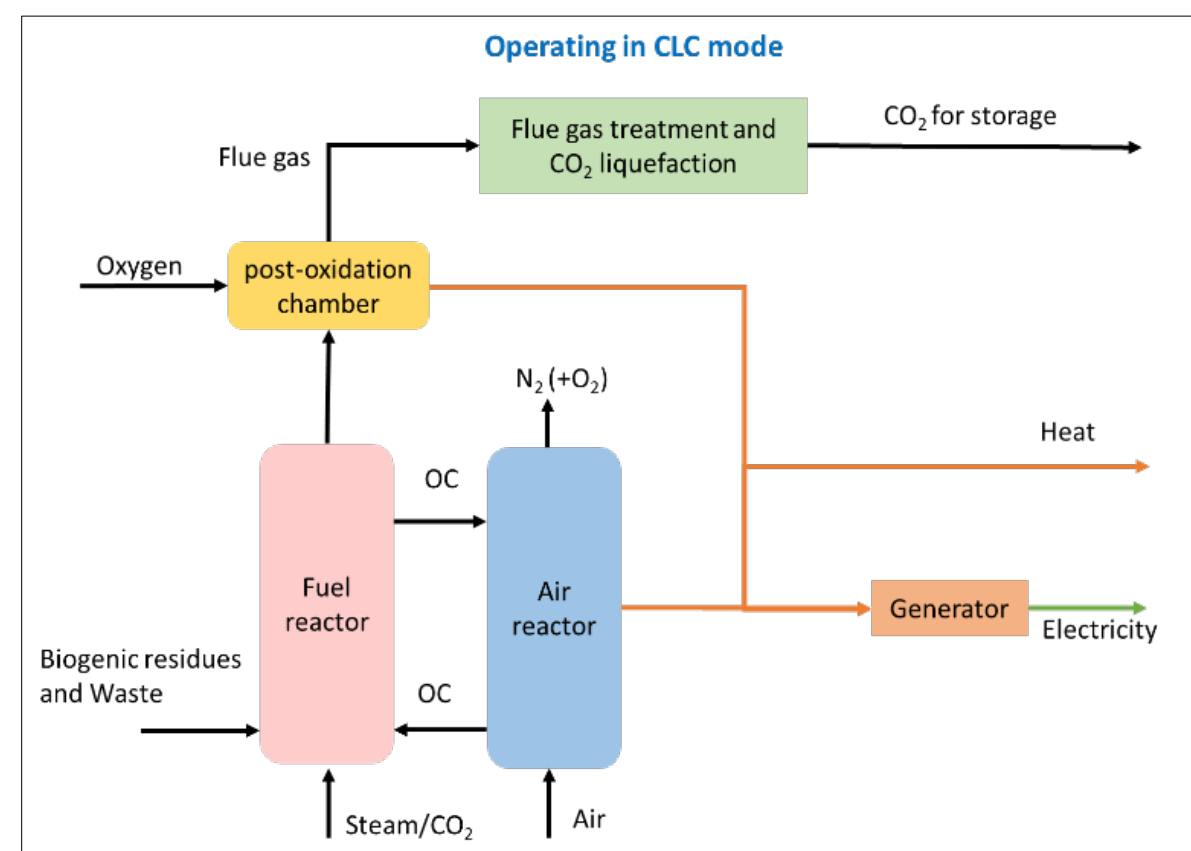 Operating in CLC mode
Flue gas treatment and
CO₂ liquefaction
CO₂ for storage
Flue gas
Oxygen
post-oxidation
chamber
N₂ (+O₂)
Heat
OC
Fuel
reactor
Air
reactor
Generator
Electricity
Biogenic residues
and Waste
OC
Steam/CO₂
Air